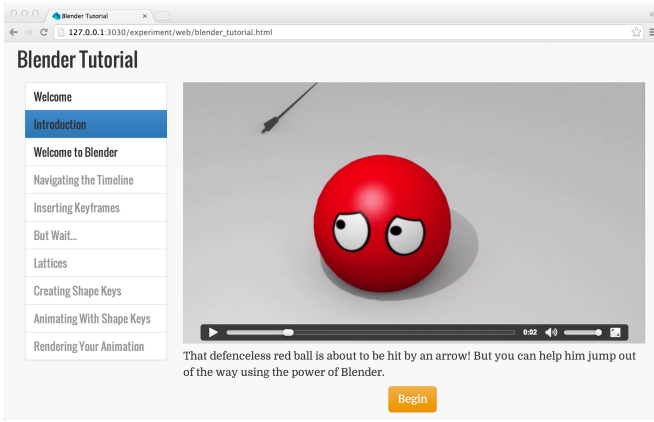 Blender Tutorial
127.0.0.1:3030/experiment/web/blender_tutorial.html
Blender Tutorial
Welcome
Introduction
Welcome to Blender
Navigating the Timeline
Inserting Keyframes
But Wait...
Lattices
Creating Shape Keys
Animating With Shape Keys
Rendering Your Animation
0:02
That defenceless red ball is about to be hit by an arrow! But you can help him jump out
of the way using the power of Blender.
Begin